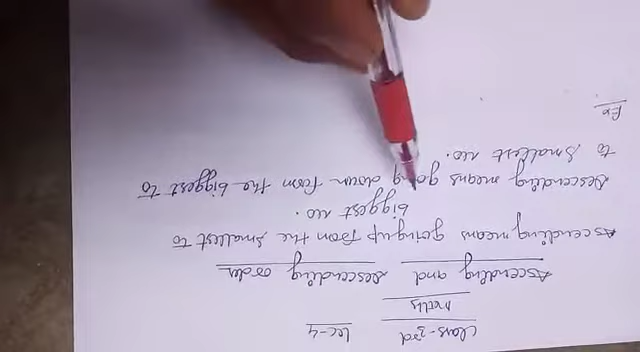 Class-3rd Lec-4
Maths
Ascending and Descending order
Ascending means going up from the smallest to
biggest no.
Descending means going down from the biggest to
to smallest no.
Ex